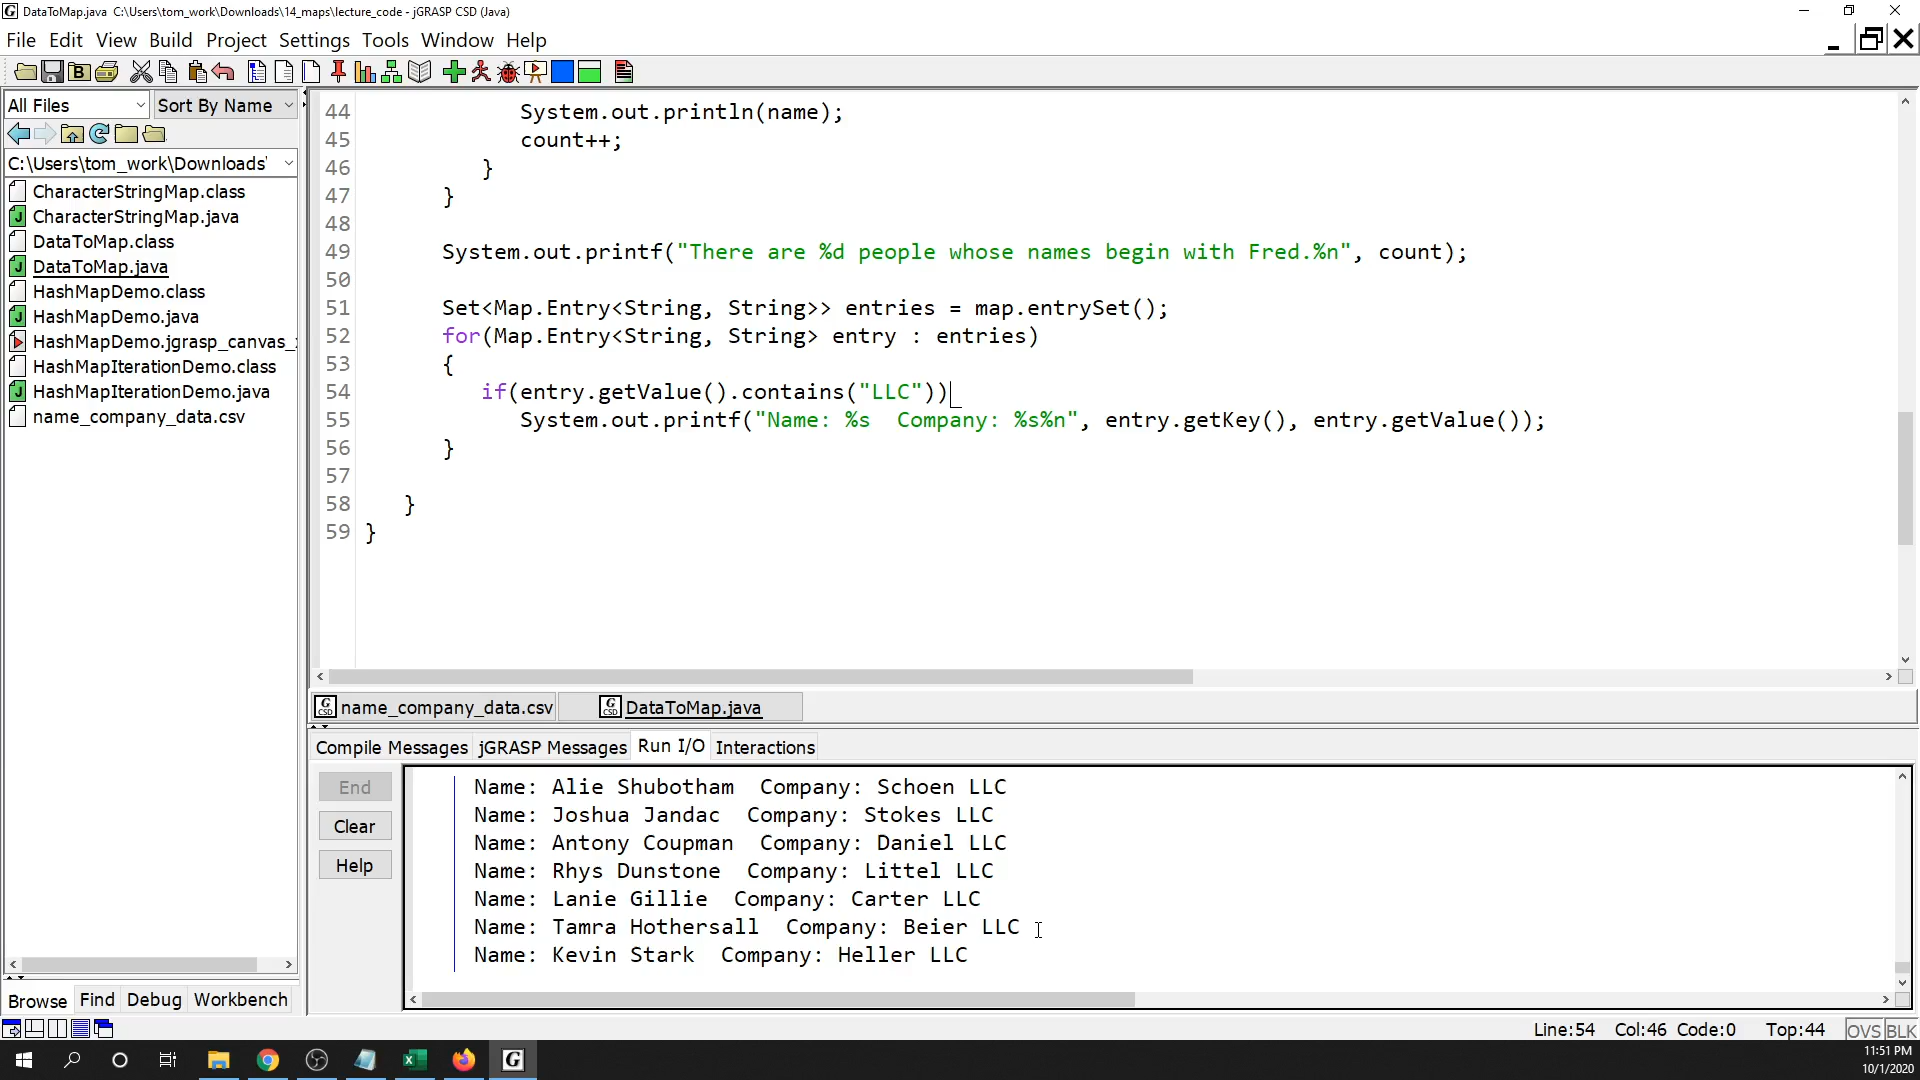 DataToMap.java  C:\Users\tom_work\Downloads\14_maps\lecture_code - jGRASP CSD (Java)
File Edit View Build Project Settings Tools Window Help
All Files Sort By Name
C:\Users\tom_work\Downloads'
CharacterStringMap.class
CharacterStringMap.java
DataToMap.class
DataToMap.java
HashMapDemo.class
HashMapDemo.java
HashMapDemo.jgrasp_canvas_
HashMapIterationDemo.class
HashMapIterationDemo.java
name_company_data.csv
Browse Find Debug Workbench
44 System.out.println(name);
45 count++;
46 }
47 }
48
49 System.out.printf("There are %d people whose names begin with Fred.%n", count);
50
51 Set<Map.Entry<String, String>> entries = map.entrySet();
52 for(Map.Entry<String, String> entry : entries)
53 {
54 if(entry.getValue().contains("LLC"))
55 System.out.printf("Name: %s  Company: %s%n", entry.getKey(), entry.getValue());
56 }
57
58 }
59 }
name_company_data.csv DataToMap.java
Compile Messages jGRASP Messages Run I/O Interactions
End
Clear
Help
Name: Alie Shubotham  Company: Schoen LLC
Name: Joshua Jandac  Company: Stokes LLC
Name: Antony Coupman  Company: Daniel LLC
Name: Rhys Dunstone  Company: Littel LLC
Name: Lanie Gillie  Company: Carter LLC
Name: Tamra Hothersall  Company: Beier LLC
Name: Kevin Stark  Company: Heller LLC
Line:54 Col:46 Code:0 Top:44 OVS BLK
11:51 PM
10/1/2020